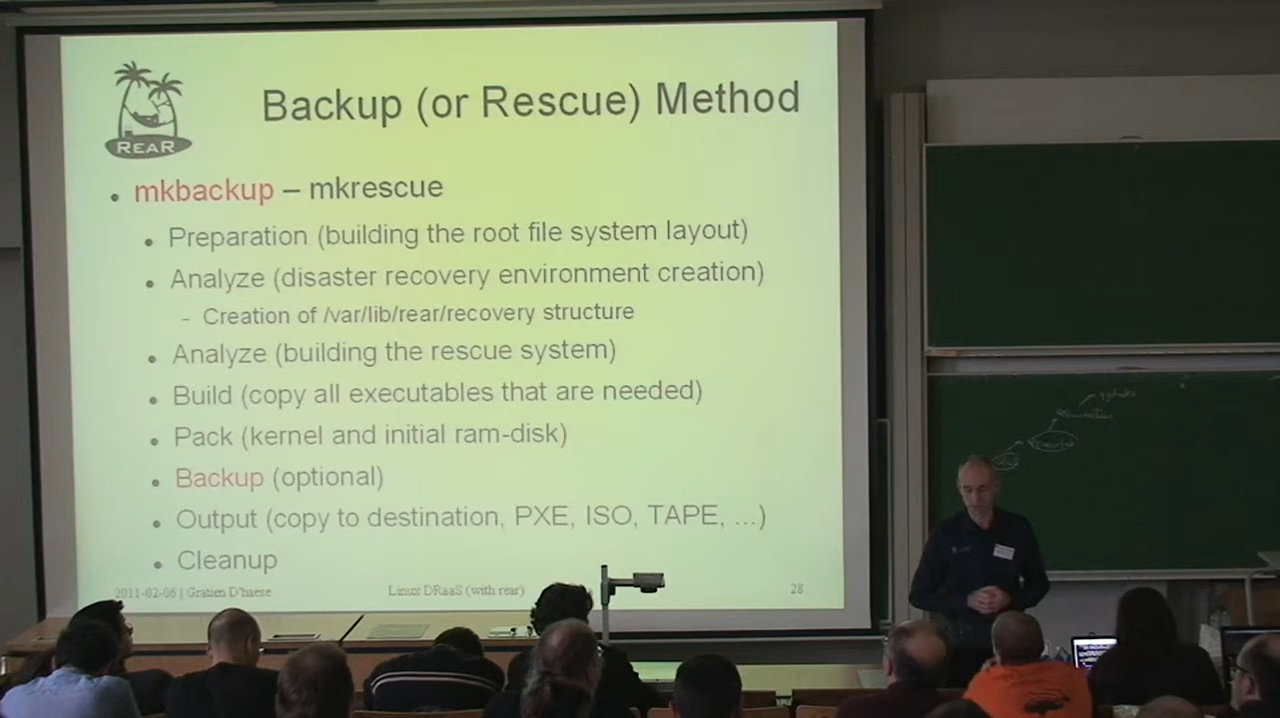 Backup (or Rescue) Method
REAR
• mkbackup – mkrescue
• Preparation (building the root file system layout)
• Analyze (disaster recovery environment creation)
– Creation of /var/lib/rear/recovery structure
• Analyze (building the rescue system)
• Build (copy all executables that are needed)
• Pack (kernel and initial ram-disk)
• Backup (optional)
• Output (copy to destination, PXE, ISO, TAPE, ...)
• Cleanup
2011-02-06 | Gratien D'haese
Linux DRaaS (with rear)
28